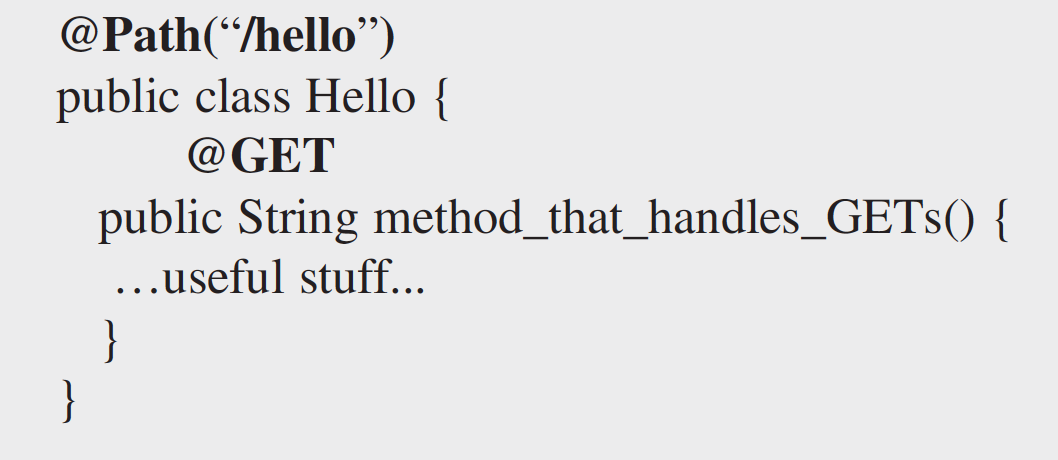 @Path(“/hello”)
public class Hello {
@GET
public String method_that_handles_GETs() {
…useful stuff...
}
}